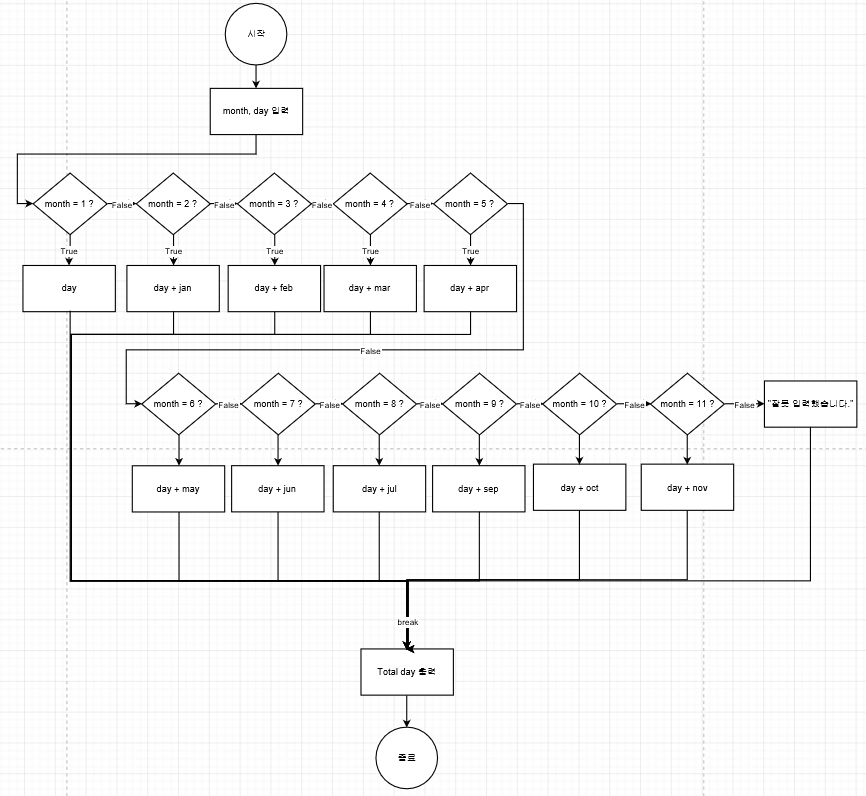 시작
month, day 입력
month = 1 ?
False
month = 2 ?
False
month = 3 ?
False
month = 4 ?
False
month = 5 ?
True
True
True
True
True
day
day + jan
day + feb
day + mar
day + apr
False
month = 6 ?
False
month = 7 ?
False
month = 8 ?
False
month = 9 ?
False
month = 10 ?
False
month = 11 ?
False
"잘못 입력했습니다."
day + may
day + jun
day + jul
day + sep
day + oct
day + nov
break
Total day 출력
종료